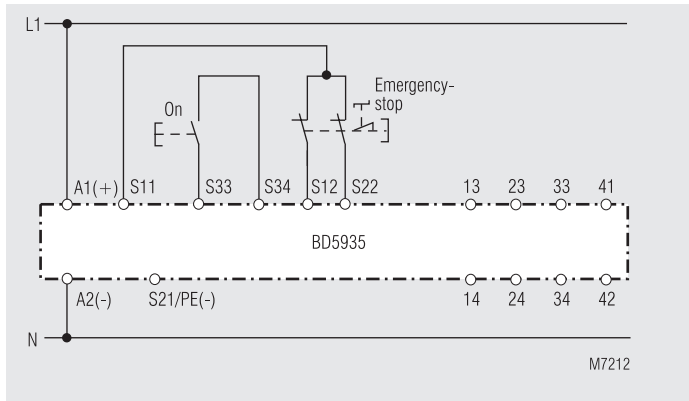 L1
Emergency-
stop
On
A1(+) S11 S33 S34 S12 S22 13 23 33 41
BD5935
A2(-) S21/PE(-) 14 24 34 42
N
M7212